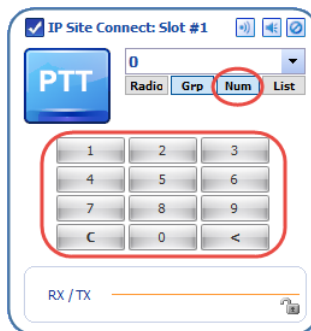 IP Site Connect: Slot #1
PTT
0
Radio Grp Num List
1 2 3
4 5 6
7 8 9
C 0 <
RX / TX